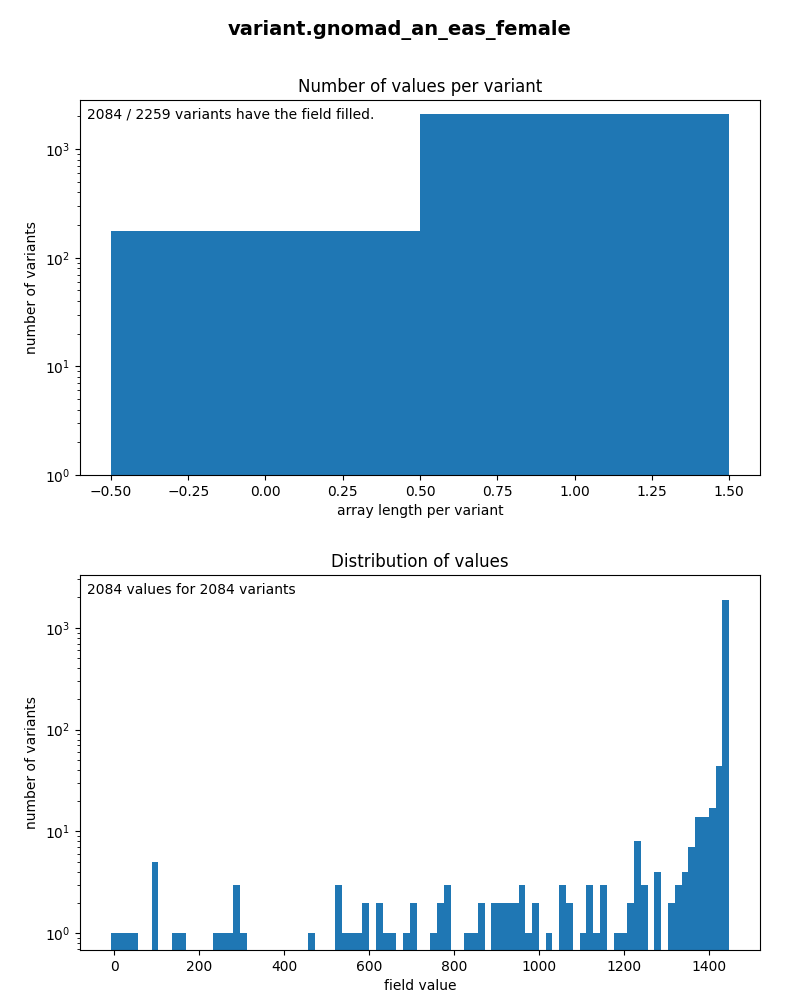 variant.gnomad_an_eas_female
Number of values per variant
2084 / 2259 variants have the field filled.
number of variants
10³
10²
10¹
10⁰
−0.50 −0.25 0.00 0.25 0.50 0.75 1.00 1.25 1.50
array length per variant
Distribution of values
2084 values for 2084 variants
number of variants
10³
10²
10¹
10⁰
0 200 400 600 800 1000 1200 1400
field value